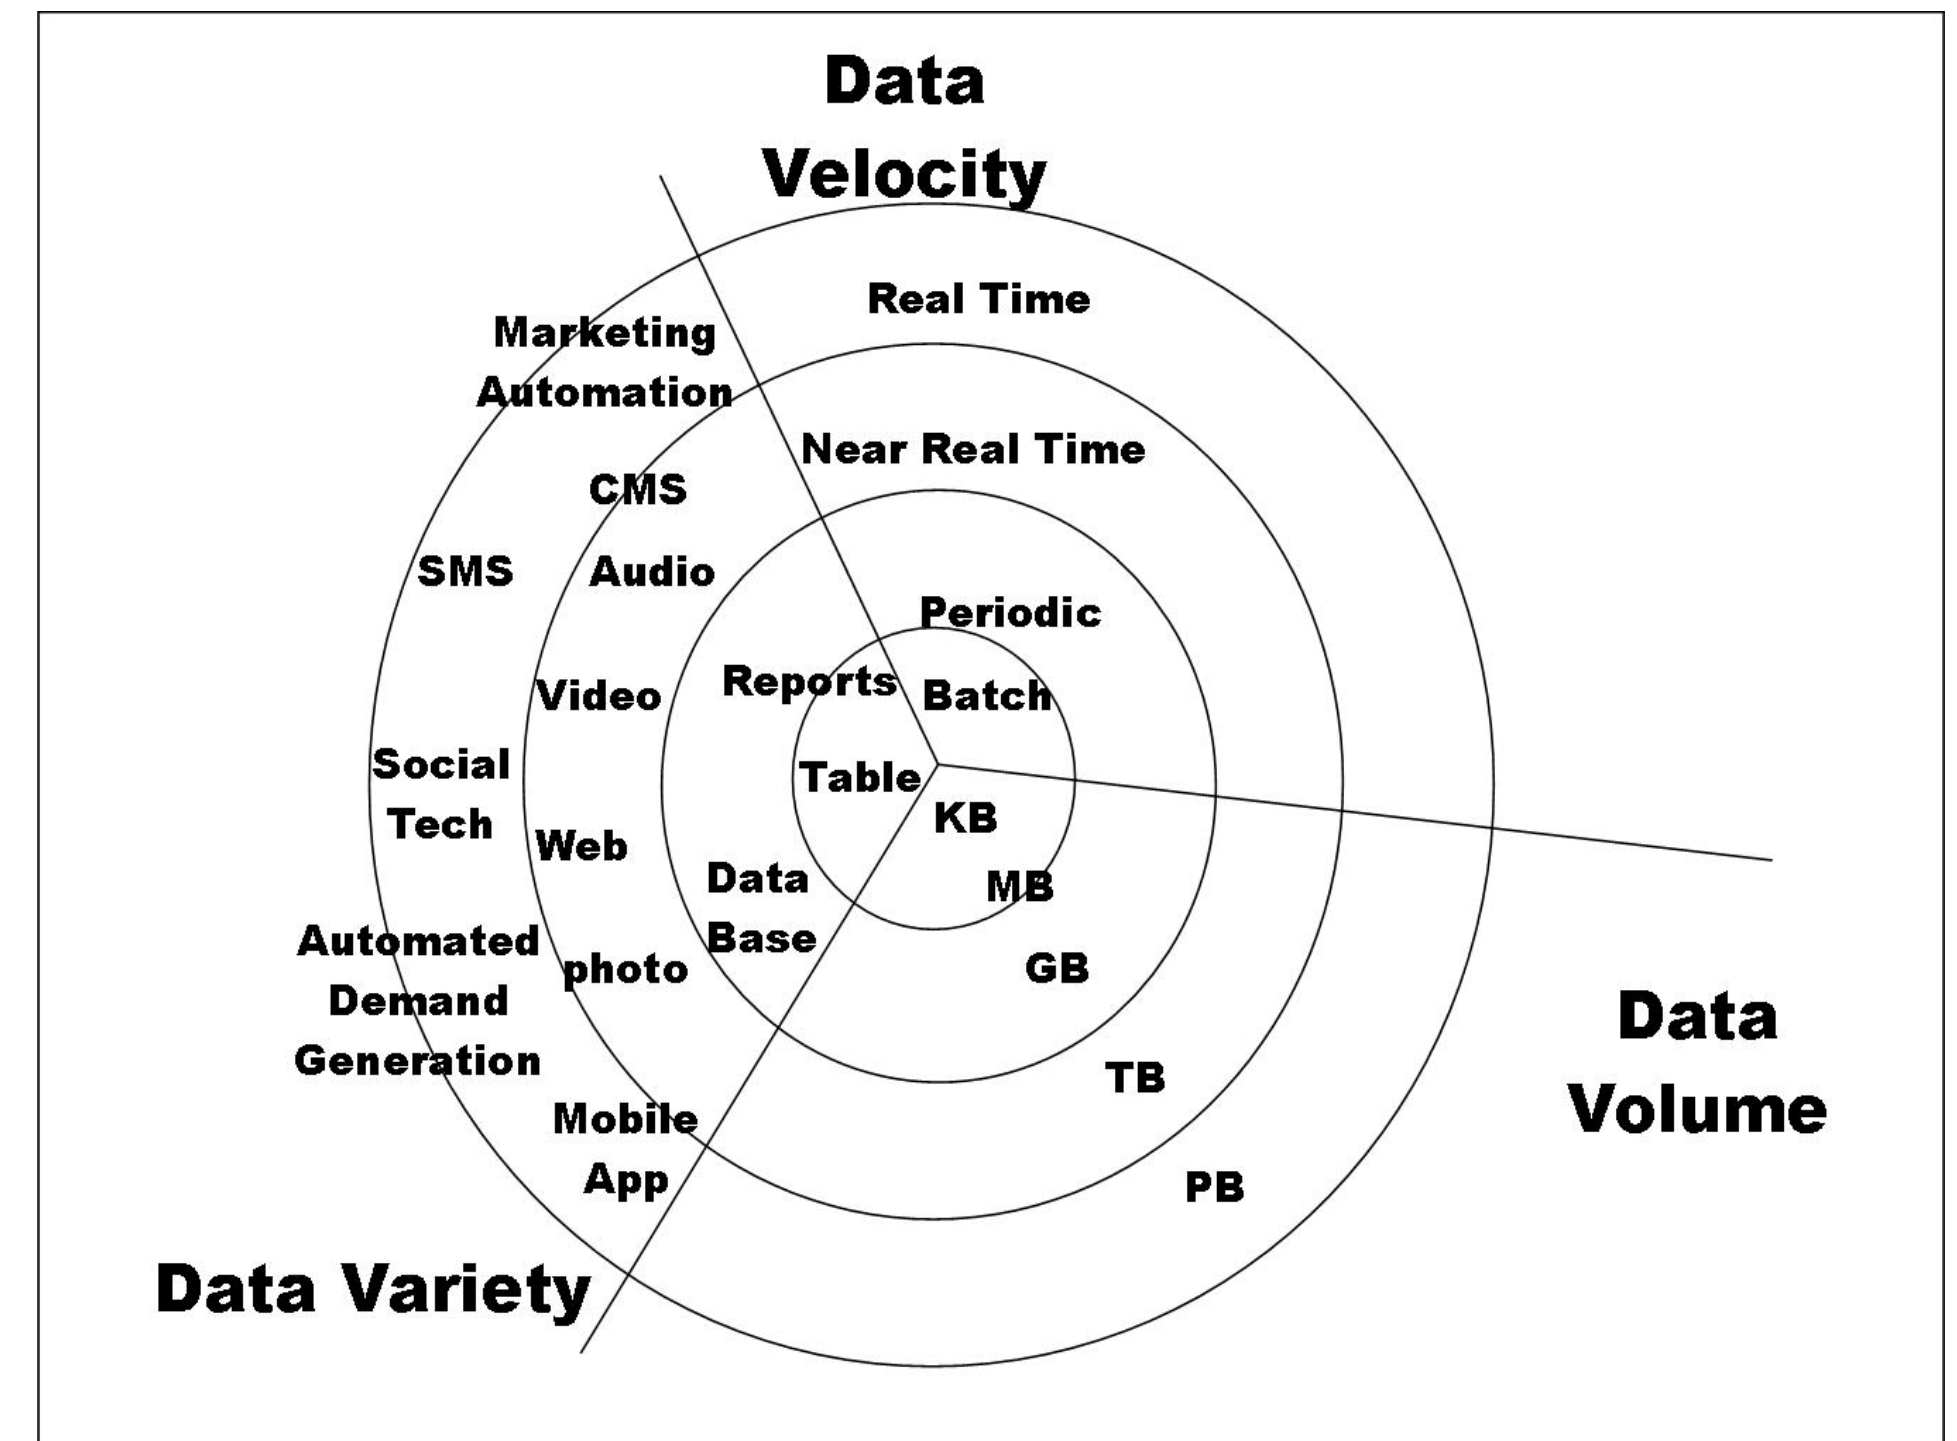 Data
Velocity
Real Time
Marketing
Automation
Near Real Time
CMS
SMS
Audio
Periodic
Reports
Batch
Video
Social
Tech
Table
KB
Web
Data
Base
MB
Automated
Demand
Generation
photo
GB
Data
Volume
TB
Mobile
App
PB
Data Variety